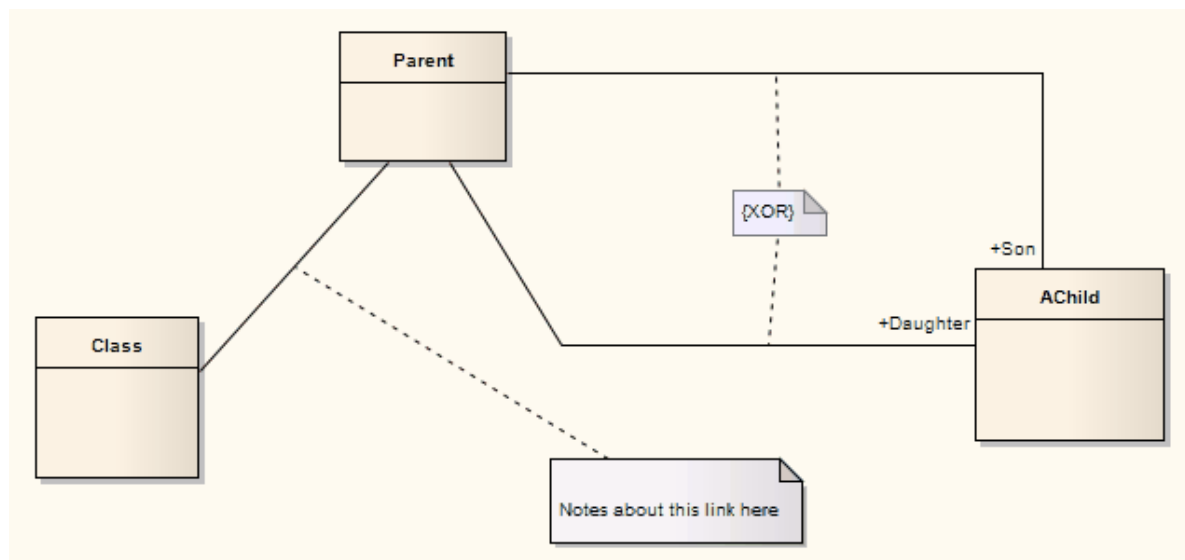 Parent
{XOR}
+Son
AChild
+Daughter
Class
Notes about this link here